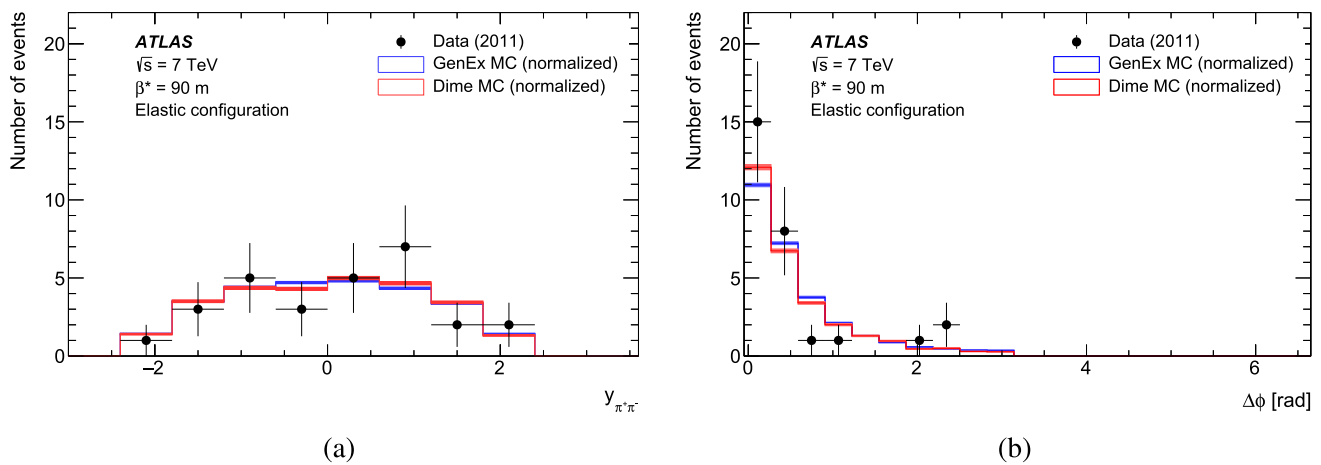 Number of events
20
15
10
5
0
−2
0
2
y_π⁺π⁻
ATLAS
√s = 7 TeV
β* = 90 m
Elastic configuration
Data (2011)
GenEx MC (normalized)
Dime MC (normalized)
(a)
Number of events
20
15
10
5
0
0
2
4
6
Δϕ [rad]
ATLAS
√s = 7 TeV
β* = 90 m
Elastic configuration
Data (2011)
GenEx MC (normalized)
Dime MC (normalized)
(b)